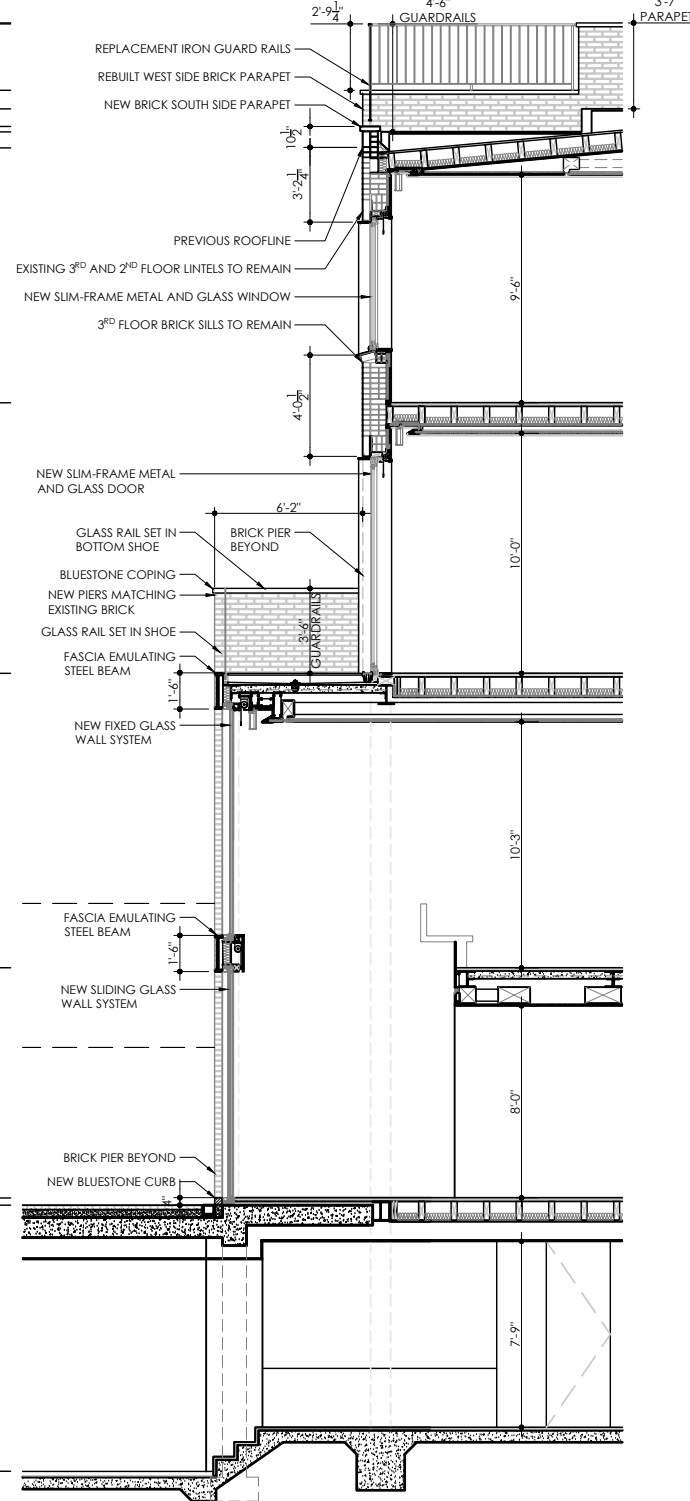 2'-9 1/4"
4'-6"
GUARDRAILS
3'-7
PARAPET
REPLACEMENT IRON GUARD RAILS
REBUILT WEST SIDE BRICK PARAPET
NEW BRICK SOUTH SIDE PARAPET
10 1/2"
3'-2 1/4"
PREVIOUS ROOFLINE
EXISTING 3RD AND 2ND FLOOR LINTELS TO REMAIN
9'-6"
NEW SLIM-FRAME METAL AND GLASS WINDOW
3RD FLOOR BRICK SILLS TO REMAIN
4'-0 1/2"
NEW SLIM-FRAME METAL
AND GLASS DOOR
6'-2"
GLASS RAIL SET IN
BOTTOM SHOE
BRICK PIER
BEYOND
10'-0"
BLUESTONE COPING
NEW PIERS MATCHING
EXISTING BRICK
3'-6"
GUARDRAILS
GLASS RAIL SET IN SHOE
FASCIA EMULATING
STEEL BEAM
1'-6"
NEW FIXED GLASS
WALL SYSTEM
10'-3"
FASCIA EMULATING
STEEL BEAM
1'-6"
NEW SLIDING GLASS
WALL SYSTEM
8'-0"
BRICK PIER BEYOND
NEW BLUESTONE CURB
4"
7'-9"